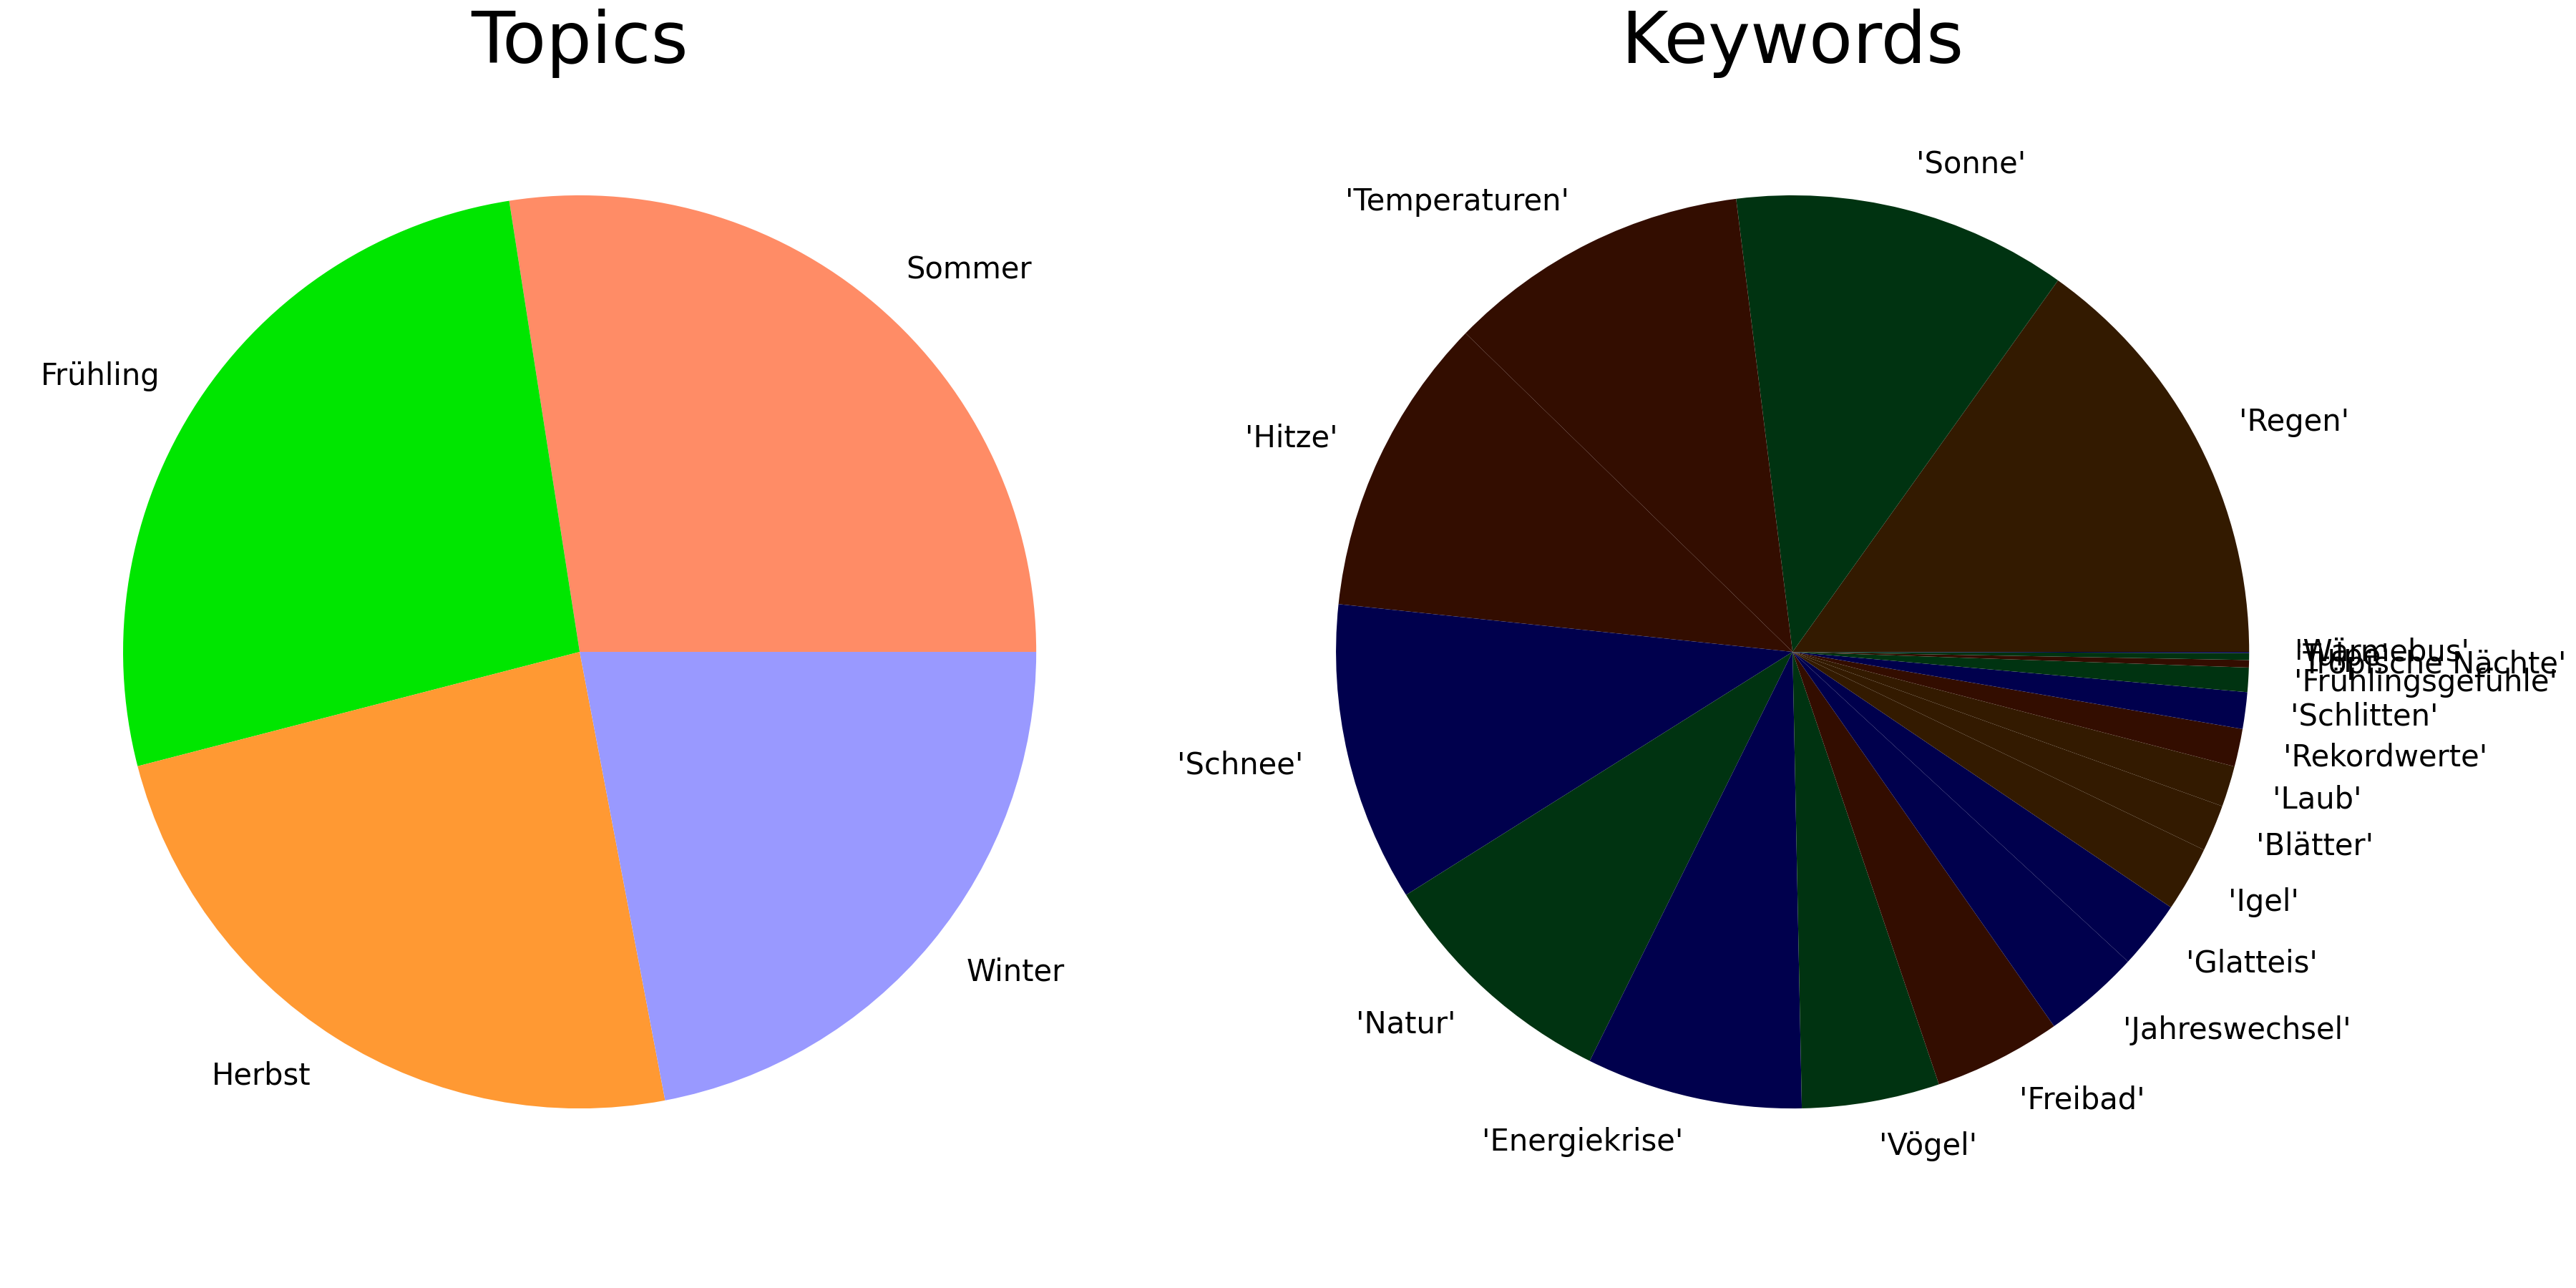 Topics
Sommer
Frühling
Herbst
Winter
Keywords
'Regen'
'Sonne'
'Temperaturen'
'Hitze'
'Schnee'
'Natur'
'Energiekrise'
'Vögel'
'Freibad'
'Jahreswechsel'
'Glatteis'
'Igel'
'Blätter'
'Laub'
'Rekordwerte'
'Schlitten'
'Frühlingsgefühle'
'Tropische Nächte'
'Wärmebus'